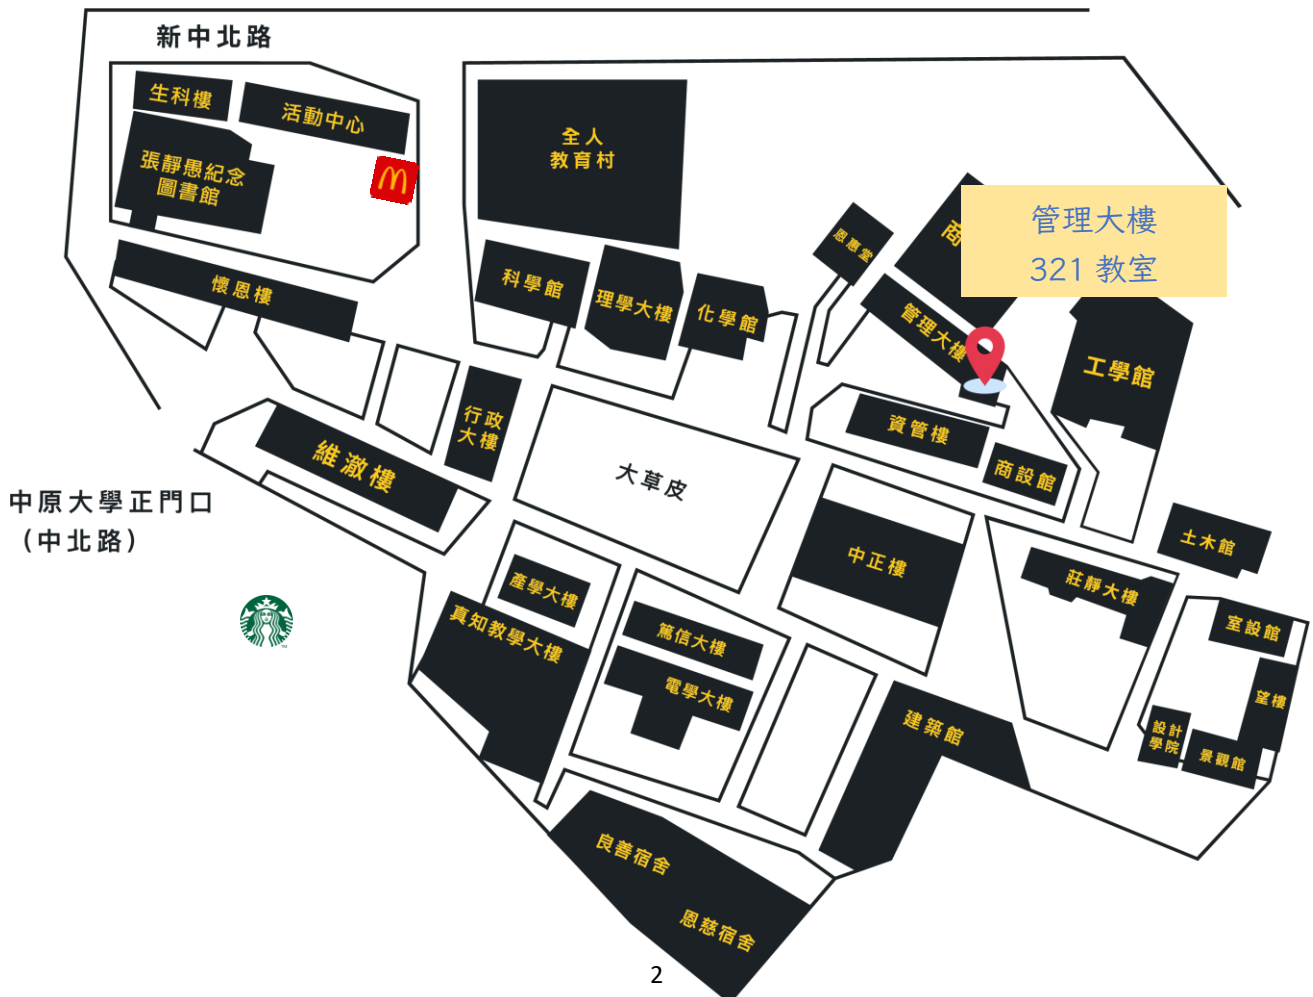 新中北路
生科樓
活動中心
張靜愚紀念
圖書館
全人
教育村
恩惠堂
商
管理大樓
321 教室
懷恩樓
科學館
理學大樓
化學館
管理大樓
工學館
行政
大樓
資管樓
維澈樓
大草皮
商設館
中原大學正門口
（中北路）
中正樓
土木館
產學大樓
莊靜大樓
真知教學大樓
篤信大樓
室設館
電學大樓
望樓
建築館
設計
學院
景觀館
良善宿舍
恩慈宿舍
2